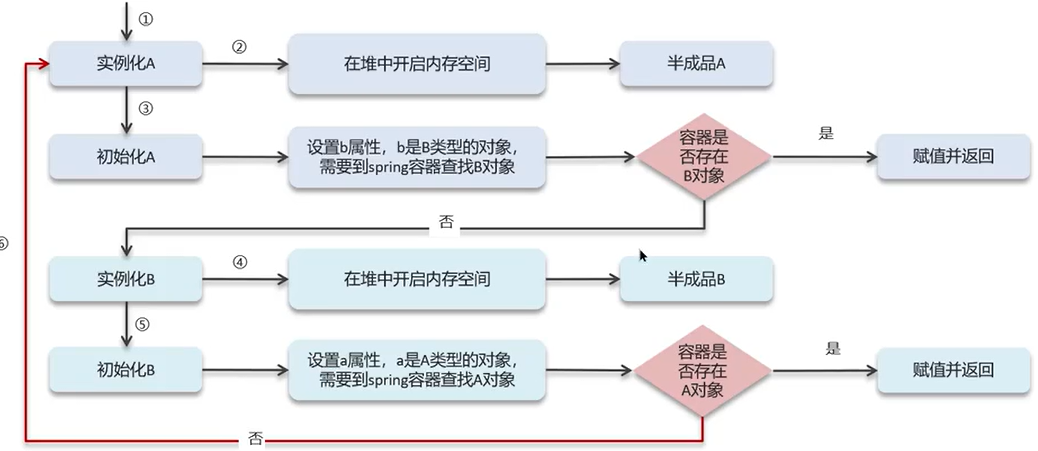 ①
实例化A
②
在堆中开启内存空间
半成品A
③
初始化A
设置b属性，b是B类型的对象，
需要到spring容器查找B对象
容器是
否存在
B对象
是
赋值并返回
否
⑥
实例化B
④
在堆中开启内存空间
半成品B
⑤
初始化B
设置a属性，a是A类型的对象，
需要到spring容器查找A对象
容器是
否存在
A对象
是
赋值并返回
否